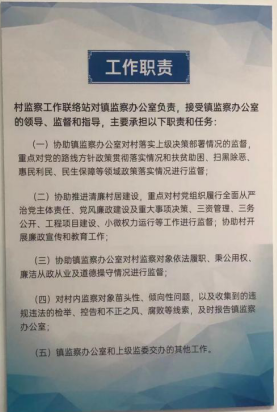 工作职责
村监察工作联络站对镇监察办公室负责，接受镇监察办公室
的领导、监督和指导，主要承担以下职责和任务：
（一）协助镇监察办公室对村落实上级决策部署情况的监督，
重点对党的路线方针政策贯彻落实情况和扶贫助困、扫黑除恶、
惠民利民、民生保障等领域政策落实情况进行监督；
（二）协助推进清廉村居建设，重点对村党组织履行全面从严
治党主体责任、党风廉政建设及重大事项决策、三资管理、三务
公开、工程项目建设、小微权力运行等工作进行监督；协助村开
展廉政宣传和教育工作；
（三）协助镇监察办公室对村监察对象依法履职、秉公用权、
廉洁从政从业及道德操守情况进行监督；
（四）对村内监察对象苗头性、倾向性问题，以及收集到的违
规违法的检举、控告和不正之风、腐败等线索，及时报告镇监察
办公室；
（五）镇监察办公室和上级监委交办的其他工作。